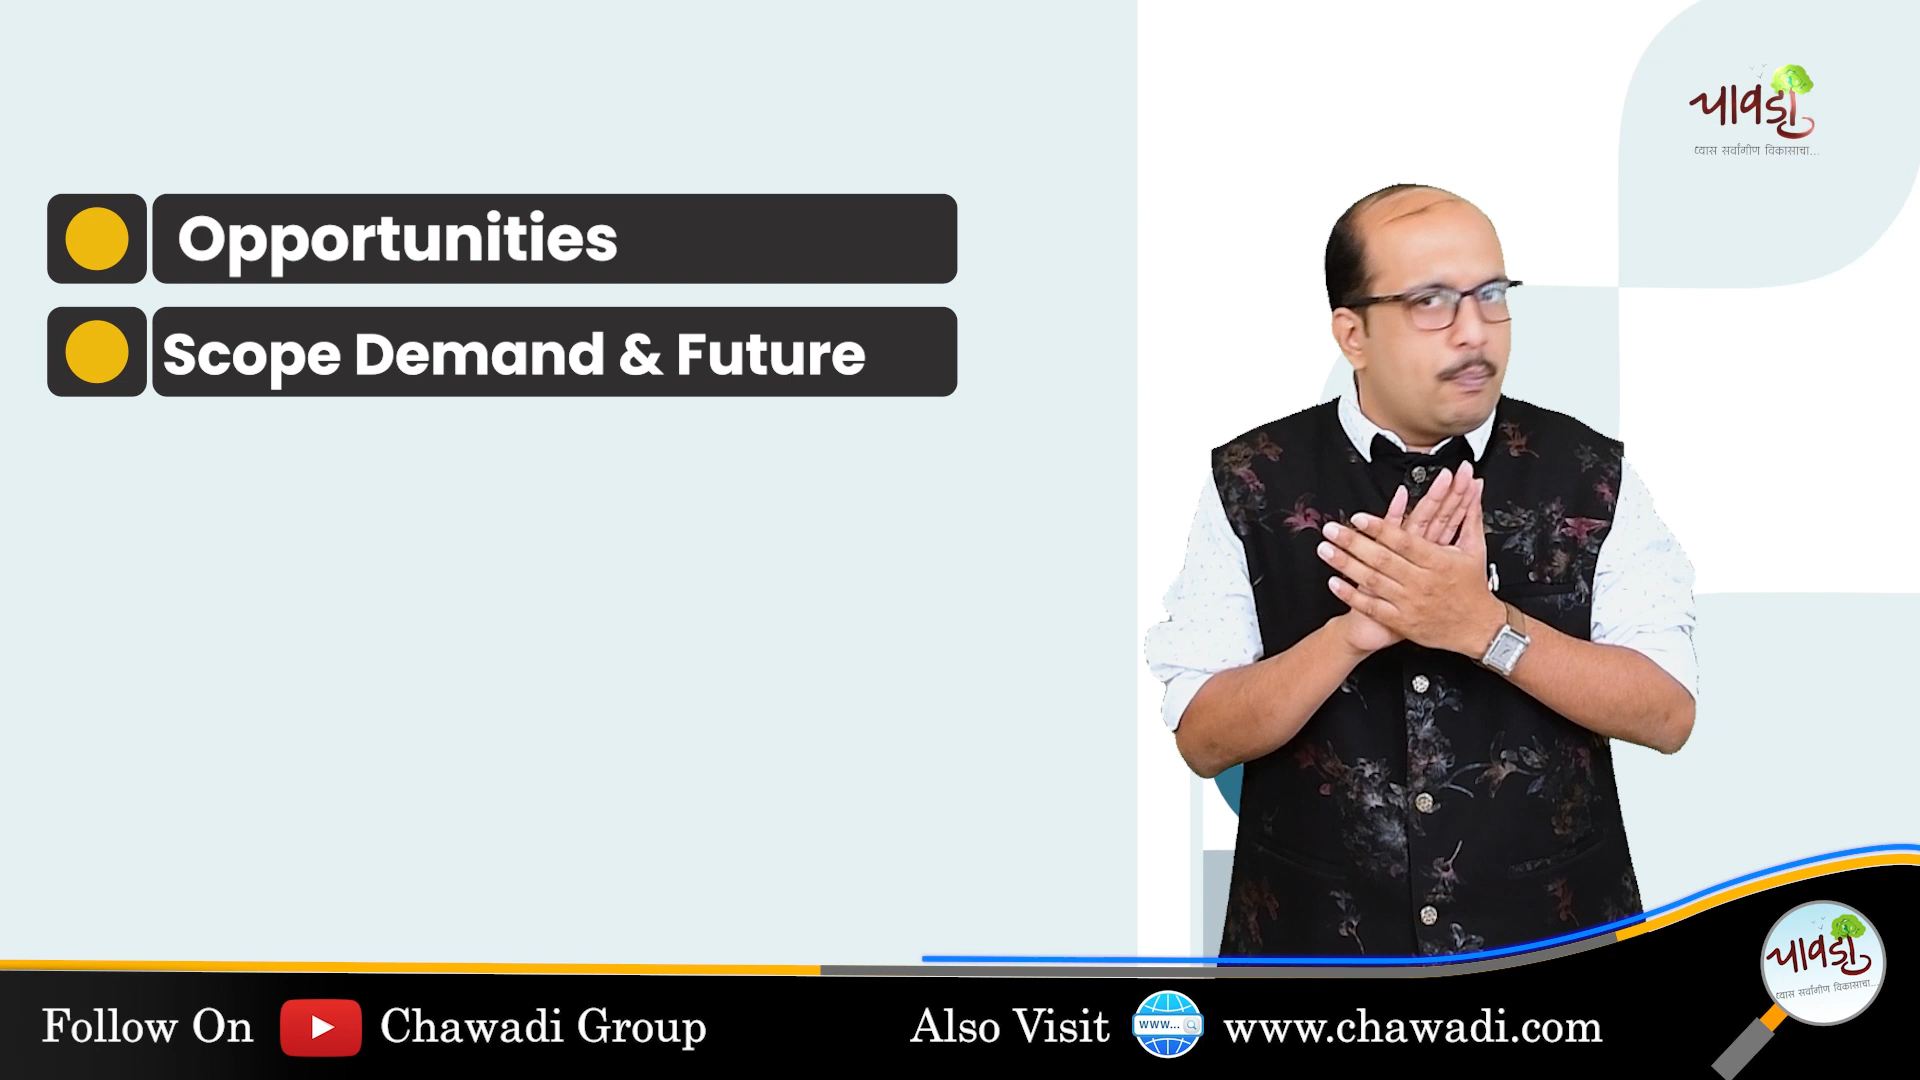 चावडी
ध्यास सर्वांगीण विकासाचा...
Opportunities
Scope Demand & Future
चावडी
ध्यास सर्वांगीण विकासाचा...
Follow On Chawadi Group Also Visit www... www.chawadi.com